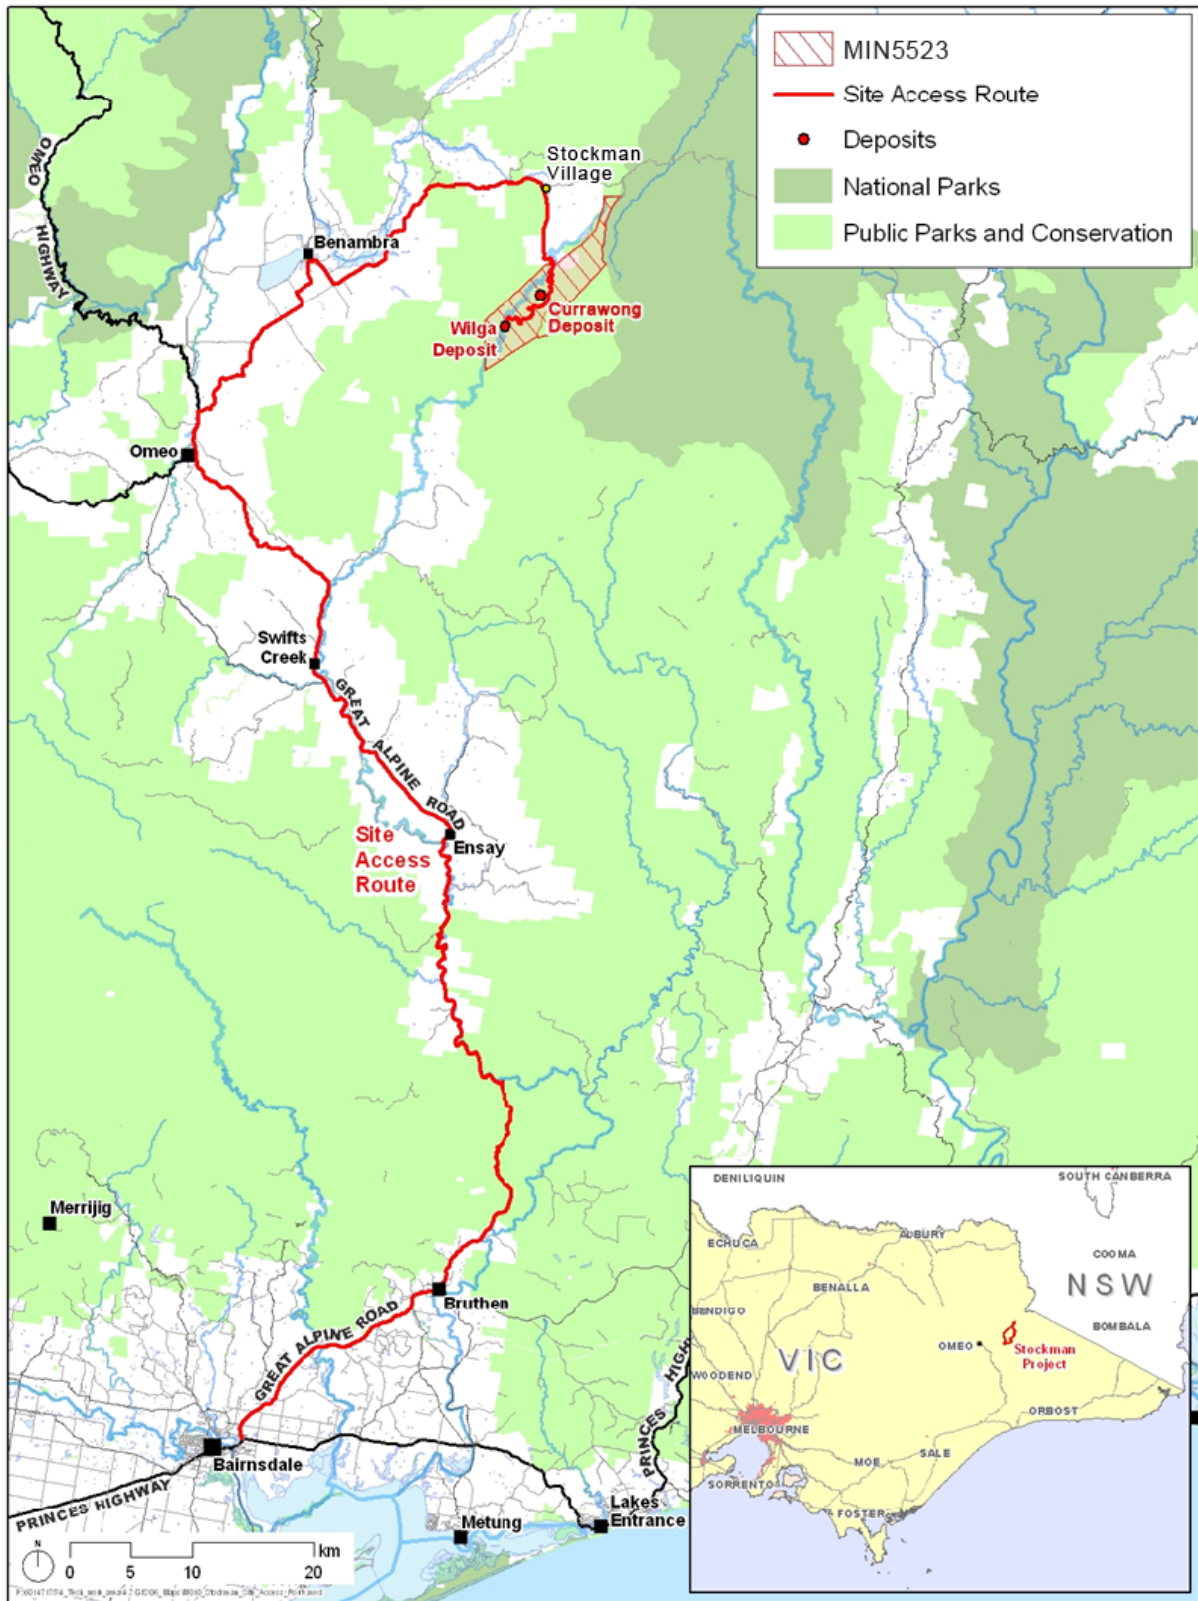 MIN5523
Site Access Route
Deposits
National Parks
Public Parks and Conservation
OMEO HIGHWAY
Stockman
Village
Benambra
Currawong
Deposit
Wilga
Deposit
Omeo
Swifts
Creek
GREAT ALPINE ROAD
Ensay
Site
Access
Route
Merrijig
Bruthen
GREAT ALPINE ROAD
Bairnsdale
PRINCES HIGHWAY
PRINCES HIGH
Lakes
Entrance
Metung
N
0 5 10 20 km
DENILIQUIN
SOUTH CANBERRA
ECHUCA
ALBURY
COOMA
NSW
BENALLA
BENDIGO
BOMBALA
OMEO
Stockman
Project
VIC
WOODEND
ORBOST
MELBOURNE
SALE
MOE
SORRENTO
FOSTER